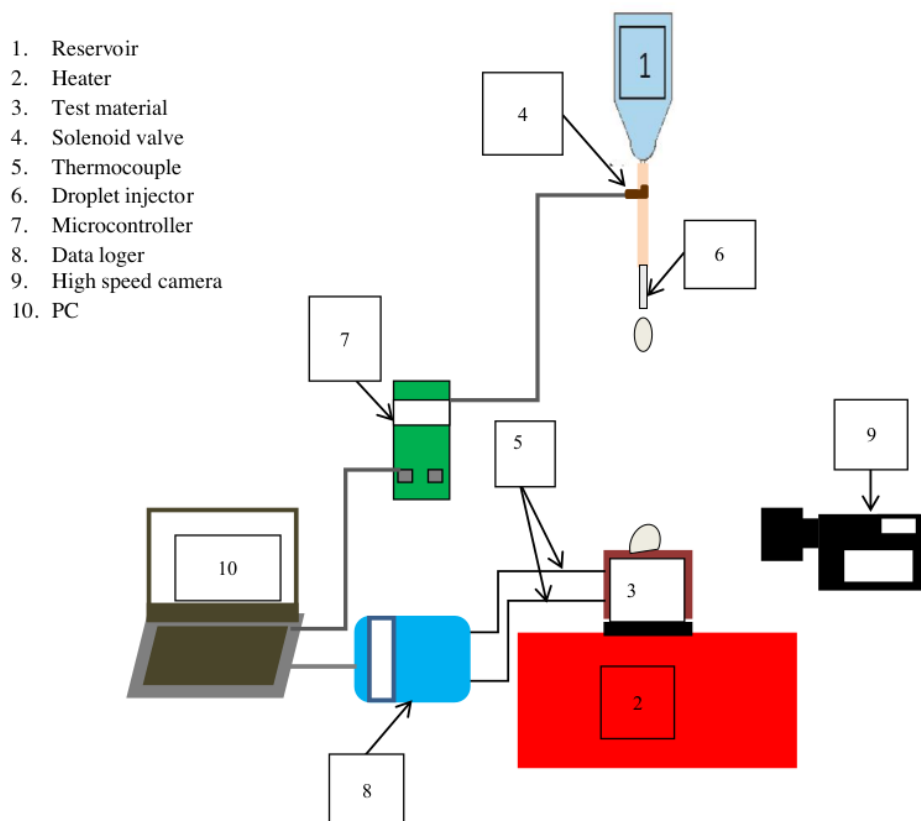 1. Reservoir
2. Heater
3. Test material
4. Solenoid valve
5. Thermocouple
6. Droplet injector
7. Microcontroller
8. Data loger
9. High speed camera
10. PC
1
4
6
7
5
9
10
3
2
8